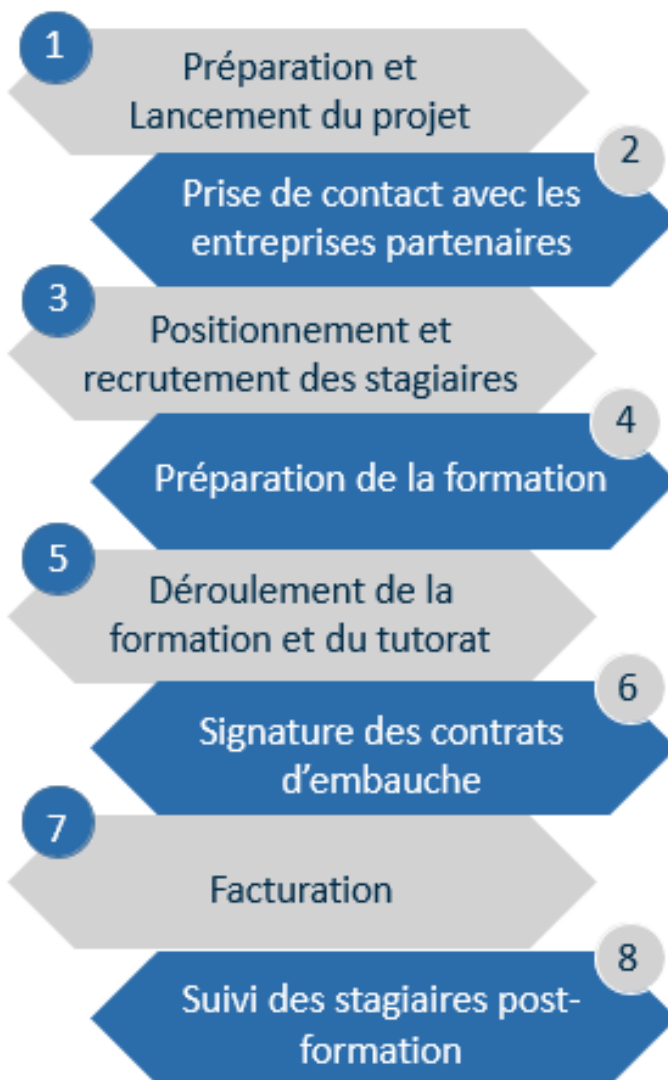 1
Préparation et
Lancement du projet
2
Prise de contact avec les
entreprises partenaires
3
Positionnement et
recrutement des stagiaires
4
Préparation de la formation
5
Déroulement de la
formation et du tutorat
6
Signature des contrats
d’embauche
7
Facturation
8
Suivi des stagiaires post-
formation